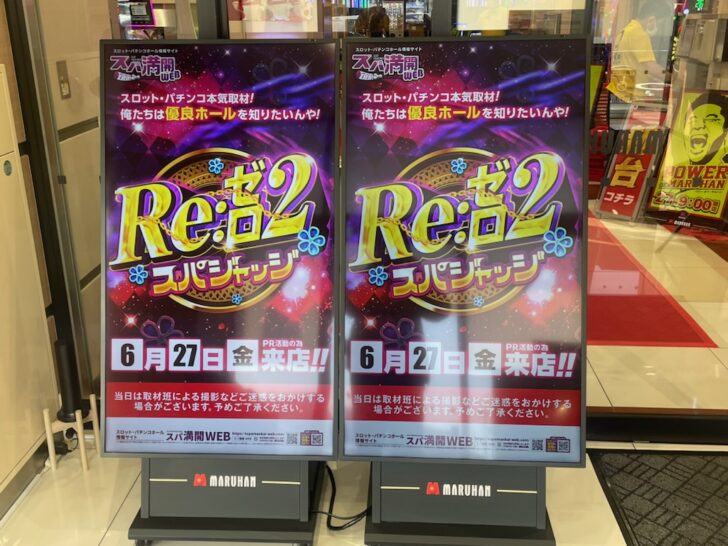 スロット・パチンコホール情報サイト
スパ満開
WEB
スロット・パチンコ本気取材!
俺たちは優良ホールを知りたいんや!
Re:ゼロ2
スパジャッジ
6月27日金
PR活動の為
来店!!
当日は取材班による撮影などご迷惑をおかけする
場合がございます。予めご了承ください。
スロット・パチンコホール
情報サイト
スパ満開WEB
MARUHAN
スロット・パチンコホール情報サイト
スパ満開
WEB
スロット・パチンコ本気取材!
俺たちは優良ホールを知りたいんや!
Re:ゼロ2
スパジャッジ
6月27日金
PR活動の為
来店!!
当日は取材班による撮影などご迷惑をおかけする
場合がございます。予めご了承ください。
スロット・パチンコホール
情報サイト
スパ満開WEB
MARUHAN
MARUHAN
台
コチラ
POWER
MARUHAN
9:00